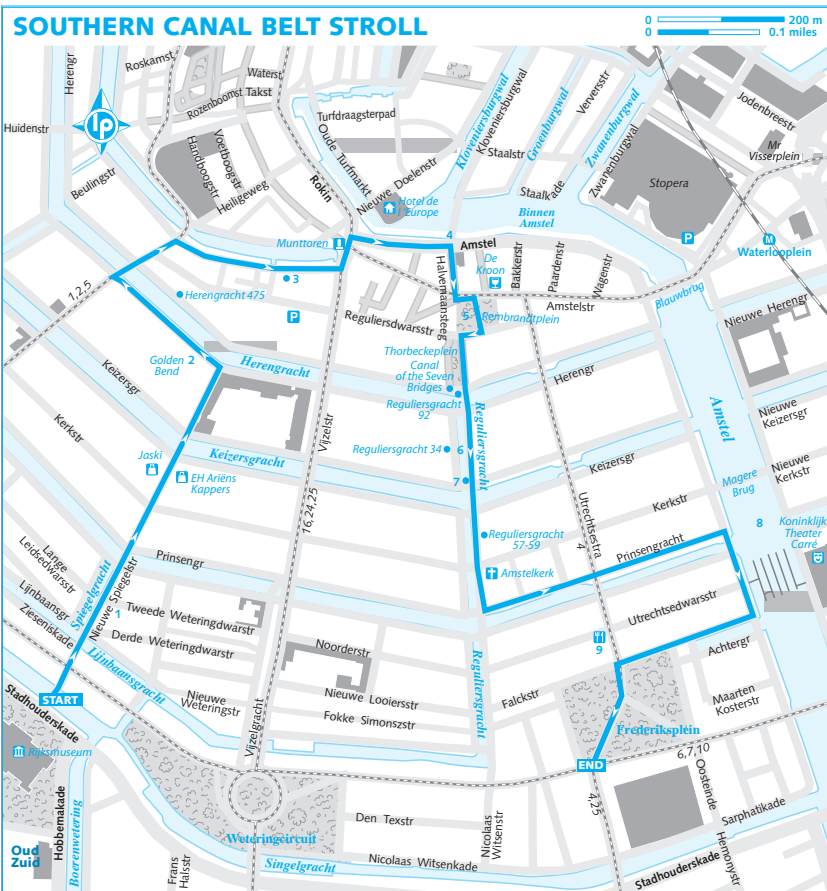 SOUTHERN CANAL BELT STROLL
0 200 m
0 0.1 miles
Herengr
Roskamst
Waterst
Takst
Rozenboomst
Huidenstr
lp
Turfdraagsterpad
Oude Turfmarkt
Kloveniersburgwal
Kloveniersburgwal
Groenburgwal
Verversstr
Zwanenburgwal
Zwanenburgwal
Jodenbreestr
Mr
Visserplein
Voetboogstr
Handboogstr
Heiligeweg
Beulingstr
Rokin
Nieuwe Doelenstr
Staalstr
Staalkade
Stopera
Hotel de
l'Europe
Binnen
Amstel
Munttoren
4
Amstel
P
M
Waterlooplein
De
Kroon
Halvemaansteeg
Bakkerstr
Paardenstr
Wagenstr
1,2,5
3
Herengracht 475
P
Reguliersdwarsstr
5
Rembrandtplein
Amstelstr
Blauwbrug
Nieuwe Herengr
Golden
Bend
2
Keizersgr
Herengracht
Thorbeckeplein
Canal
of the Seven
Bridges
Reguliersgracht
92
Herengr
Amstel
Nieuwe
Keizersgr
Kerkstr
Vijzelstr
Reguliersgracht
Jaski
EH Ariëns
Kappers
Keizersgracht
Reguliersgracht 34
6
7
Keizersgr
Nieuwe
Kerkstr
Magere
Brug
16,24,25
Utrechtsestra
4
Kerkstr
8
Koninklijk
Theater
Carré
Reguliersgracht
57-59
Prinsengracht
Lange
Leidsedwarsstr
Prinsengr
Amstelkerk
Lijnbaansgr
Zieseniskade
Spiegelgracht
Nieuwe Spiegelstr
1
Tweede Weteringdwarstr
Derde Weteringdwarstr
Utrechtsedwarsstr
9
Noorderstr
Achtergr
Lijnbaansgracht
Reguliersgracht
START
Stadhouderskade
Nieuwe
Weteringstr
Nieuwe Looiersstr
Fokke Simonszstr
Falckstr
Maarten
Kosterstr
Vijzelgracht
Frederiksplein
Rijksmuseum
END
6,7,10
4,25
Oosteinde
Hobbemakade
Boerenwetering
Den Texstr
Nicolaas
Witsenstr
Sarphatikade
Hemonystr
Weteringcircuit
Oud
Zuid
Frans
Halsstr
Singelgracht
Nicolaas Witsenkade
Stadhouderskade